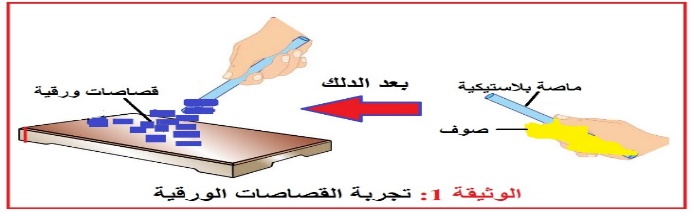 ماصة بلاستيكية
صوف
بعد الدلك
قصاصات ورقية
الوثيقة 1: تجربة القصاصات الورقية